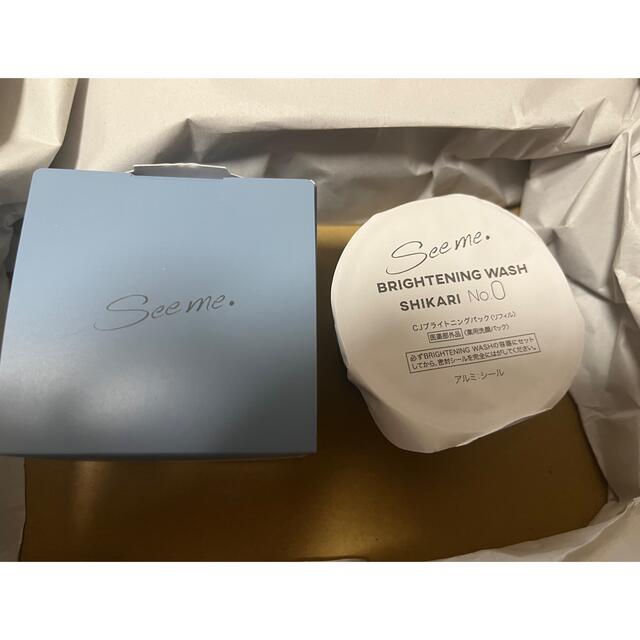 See me.
See me.
BRIGHTENING WASH
SHIKARI No.0
CJブライトニングパック〈リフィル〉
医薬部外品 〈薬用洗顔パック〉
必ずBRIGHTENING WASHの容器にセット
してから、密封シールを完全にはがしてください。
アルミ:シール